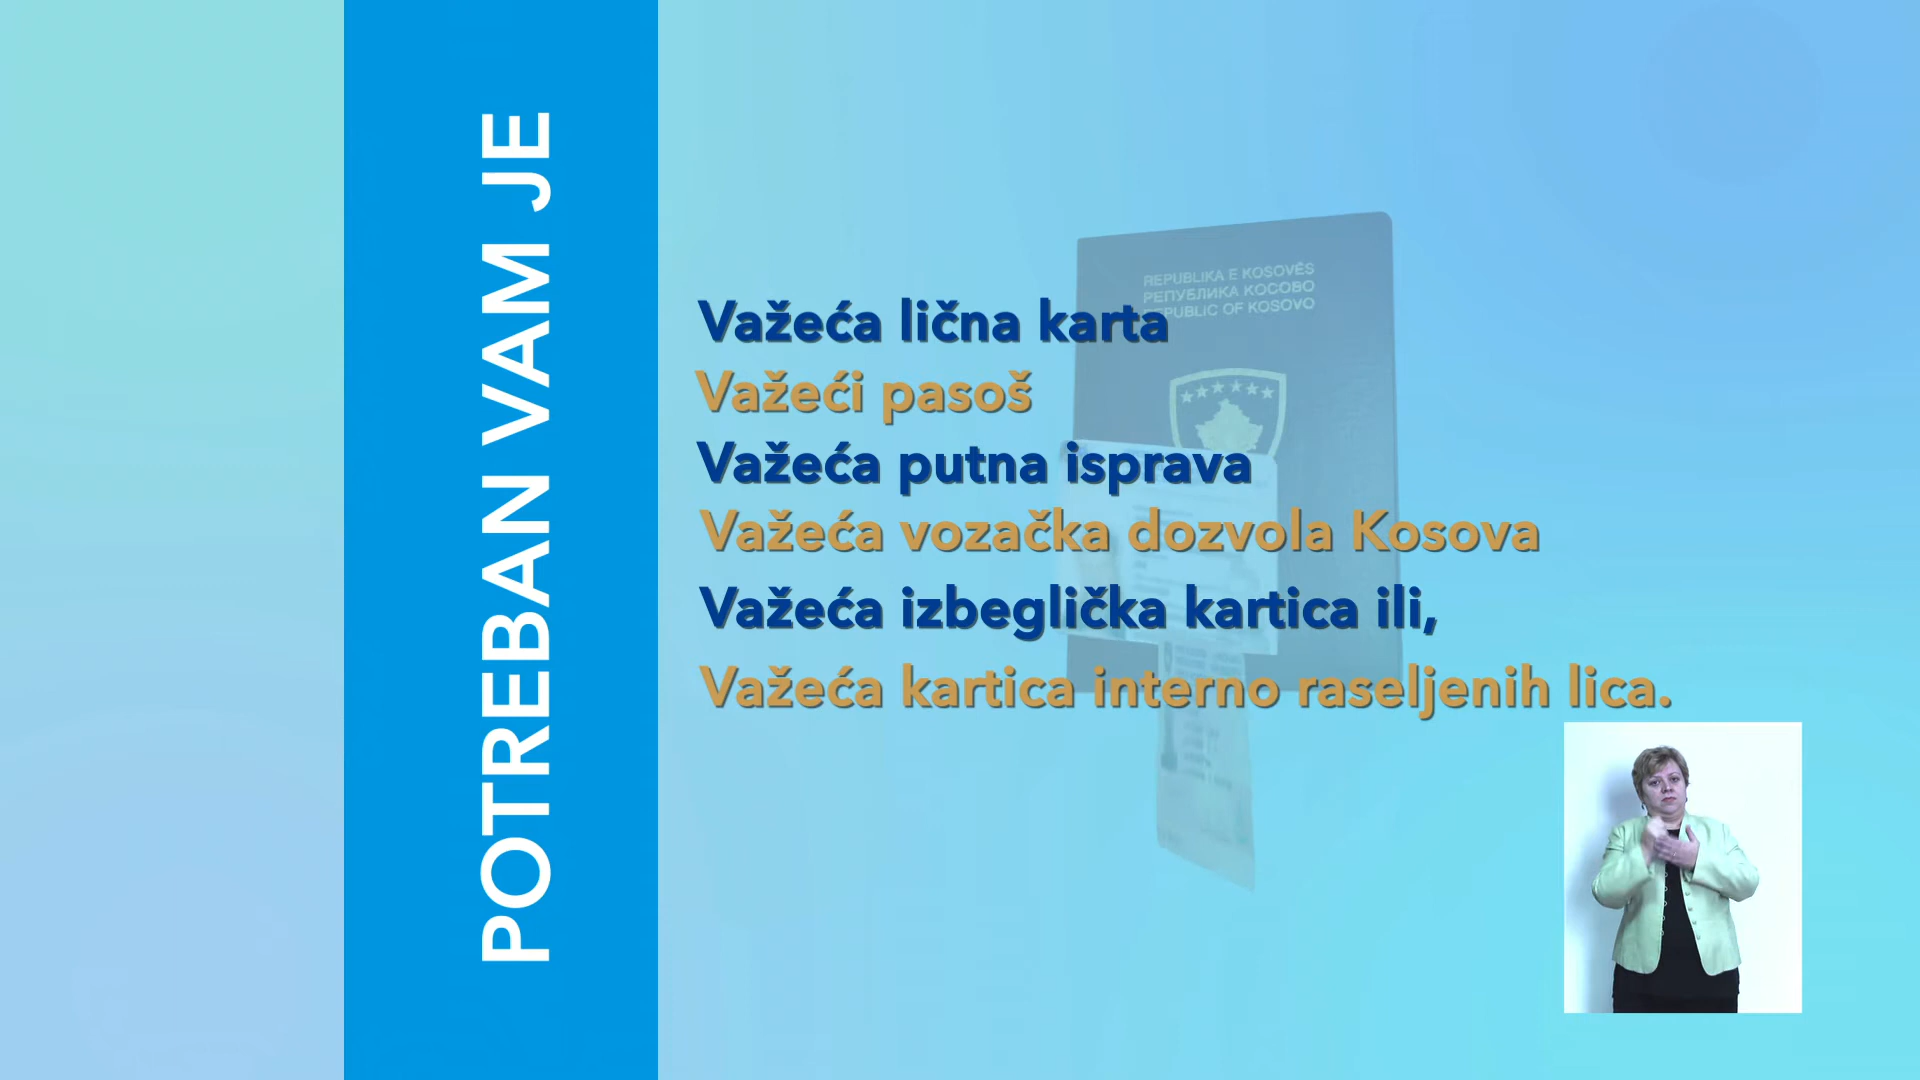 POTREBAN VAM JE
REPUBLIKA E KOSOVËS
РЕПУБЛИКА КОСОВО
REPUBLIC OF KOSOVO
Važeća lična karta
Važeći pasoš
Važeća putna isprava
Važeća vozačka dozvola Kosova
Važeća izbeglička kartica ili,
Važeća kartica interno raseljenih lica.